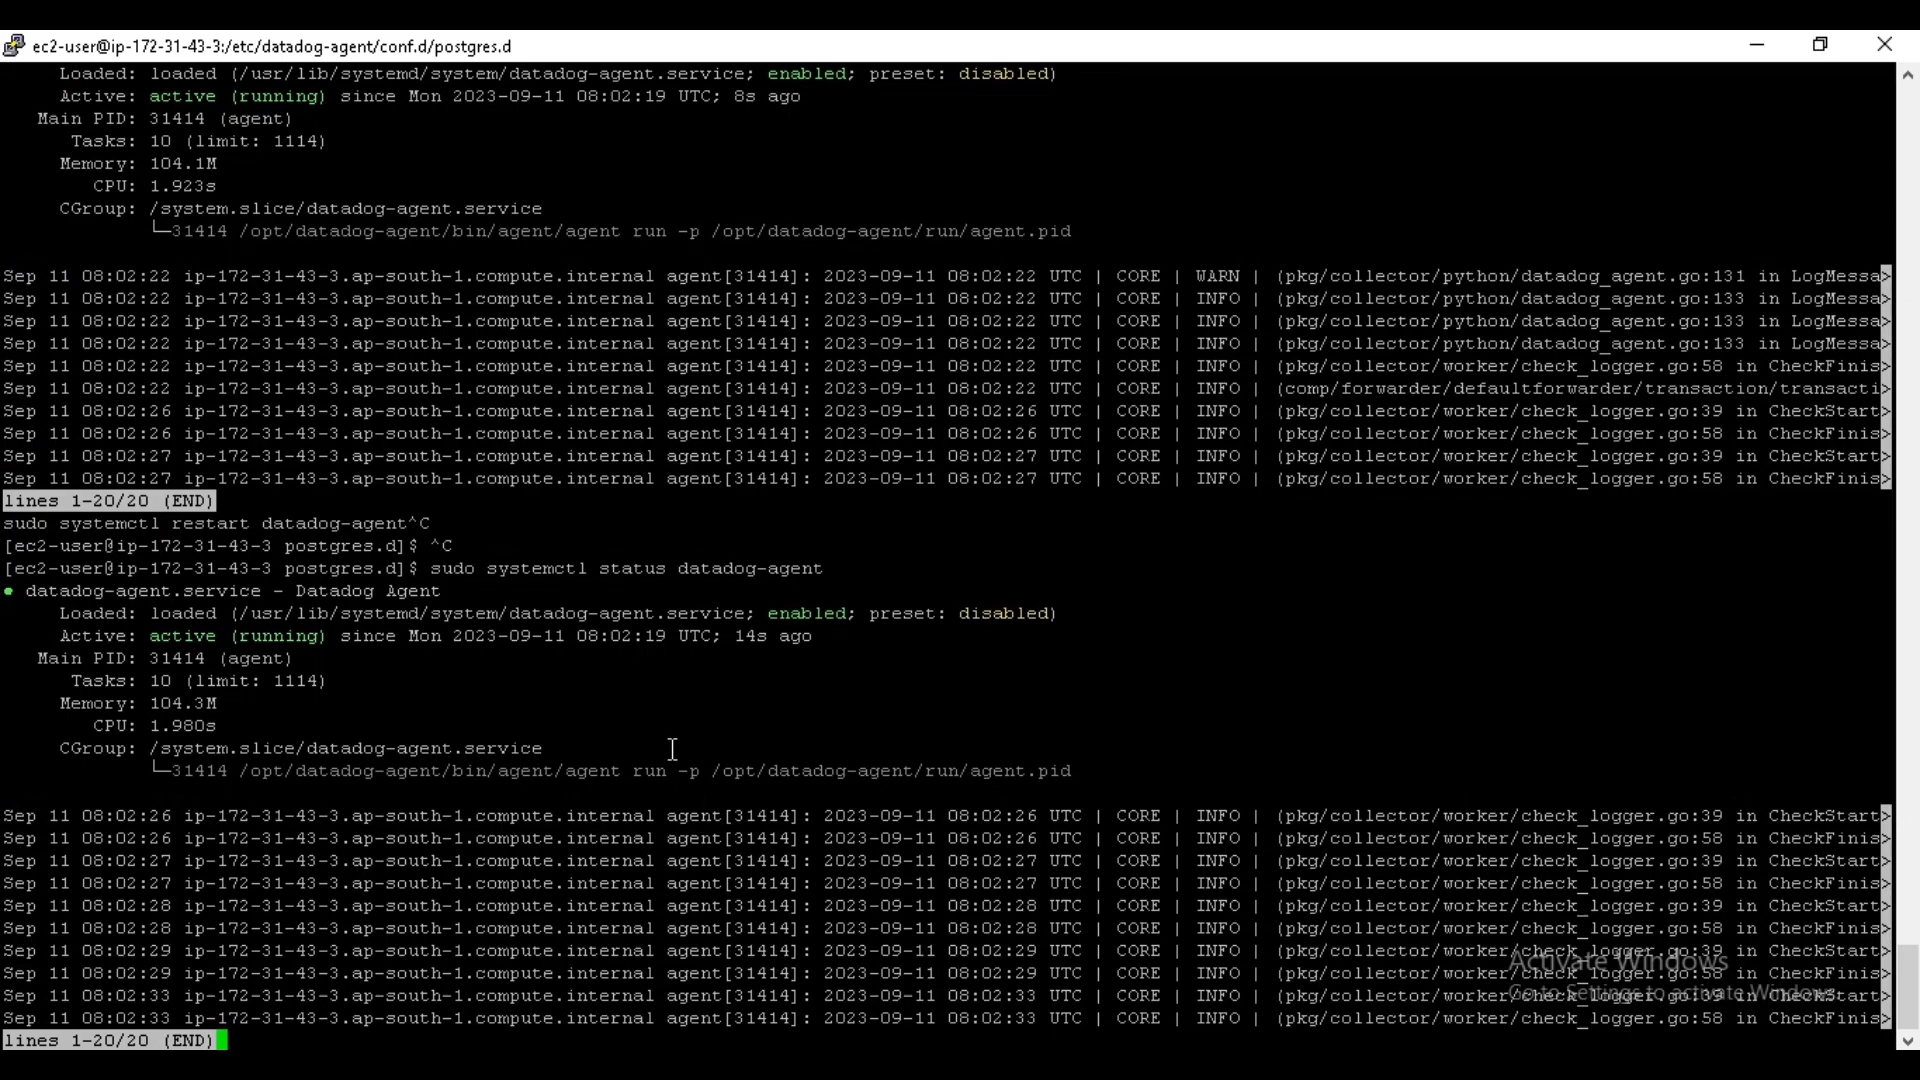 ec2-user@ip-172-31-43-3:/etc/datadog-agent/conf.d/postgres.d
Loaded: loaded (/usr/lib/systemd/system/datadog-agent.service; enabled; preset: disabled)
Active: active (running) since Mon 2023-09-11 08:02:19 UTC; 8s ago
Main PID: 31414 (agent)
Tasks: 10 (limit: 1114)
Memory: 104.1M
CPU: 1.923s
CGroup: /system.slice/datadog-agent.service
└─31414 /opt/datadog-agent/bin/agent/agent run -p /opt/datadog-agent/run/agent.pid
Sep 11 08:02:22 ip-172-31-43-3.ap-south-1.compute.internal agent[31414]: 2023-09-11 08:02:22 UTC | CORE | WARN | (pkg/collector/python/datadog_agent.go:131 in LogMessa>
Sep 11 08:02:22 ip-172-31-43-3.ap-south-1.compute.internal agent[31414]: 2023-09-11 08:02:22 UTC | CORE | INFO | (pkg/collector/python/datadog_agent.go:133 in LogMessa>
Sep 11 08:02:22 ip-172-31-43-3.ap-south-1.compute.internal agent[31414]: 2023-09-11 08:02:22 UTC | CORE | INFO | (pkg/collector/python/datadog_agent.go:133 in LogMessa>
Sep 11 08:02:22 ip-172-31-43-3.ap-south-1.compute.internal agent[31414]: 2023-09-11 08:02:22 UTC | CORE | INFO | (pkg/collector/python/datadog_agent.go:133 in LogMessa>
Sep 11 08:02:22 ip-172-31-43-3.ap-south-1.compute.internal agent[31414]: 2023-09-11 08:02:22 UTC | CORE | INFO | (pkg/collector/worker/check_logger.go:58 in CheckFinis>
Sep 11 08:02:22 ip-172-31-43-3.ap-south-1.compute.internal agent[31414]: 2023-09-11 08:02:22 UTC | CORE | INFO | (comp/forwarder/defaultforwarder/transaction/transacti>
Sep 11 08:02:26 ip-172-31-43-3.ap-south-1.compute.internal agent[31414]: 2023-09-11 08:02:26 UTC | CORE | INFO | (pkg/collector/worker/check_logger.go:39 in CheckStart>
Sep 11 08:02:26 ip-172-31-43-3.ap-south-1.compute.internal agent[31414]: 2023-09-11 08:02:26 UTC | CORE | INFO | (pkg/collector/worker/check_logger.go:58 in CheckFinis>
Sep 11 08:02:27 ip-172-31-43-3.ap-south-1.compute.internal agent[31414]: 2023-09-11 08:02:27 UTC | CORE | INFO | (pkg/collector/worker/check_logger.go:39 in CheckStart>
Sep 11 08:02:27 ip-172-31-43-3.ap-south-1.compute.internal agent[31414]: 2023-09-11 08:02:27 UTC | CORE | INFO | (pkg/collector/worker/check_logger.go:58 in CheckFinis>
lines 1-20/20 (END)
sudo systemctl restart datadog-agent^C
[ec2-user@ip-172-31-43-3 postgres.d]$ ^C
[ec2-user@ip-172-31-43-3 postgres.d]$ sudo systemctl status datadog-agent
● datadog-agent.service - Datadog Agent
Loaded: loaded (/usr/lib/systemd/system/datadog-agent.service; enabled; preset: disabled)
Active: active (running) since Mon 2023-09-11 08:02:19 UTC; 14s ago
Main PID: 31414 (agent)
Tasks: 10 (limit: 1114)
Memory: 104.3M
CPU: 1.980s
CGroup: /system.slice/datadog-agent.service
└─31414 /opt/datadog-agent/bin/agent/agent run -p /opt/datadog-agent/run/agent.pid
Sep 11 08:02:26 ip-172-31-43-3.ap-south-1.compute.internal agent[31414]: 2023-09-11 08:02:26 UTC | CORE | INFO | (pkg/collector/worker/check_logger.go:39 in CheckStart>
Sep 11 08:02:26 ip-172-31-43-3.ap-south-1.compute.internal agent[31414]: 2023-09-11 08:02:26 UTC | CORE | INFO | (pkg/collector/worker/check_logger.go:58 in CheckFinis>
Sep 11 08:02:27 ip-172-31-43-3.ap-south-1.compute.internal agent[31414]: 2023-09-11 08:02:27 UTC | CORE | INFO | (pkg/collector/worker/check_logger.go:39 in CheckStart>
Sep 11 08:02:27 ip-172-31-43-3.ap-south-1.compute.internal agent[31414]: 2023-09-11 08:02:27 UTC | CORE | INFO | (pkg/collector/worker/check_logger.go:58 in CheckFinis>
Sep 11 08:02:28 ip-172-31-43-3.ap-south-1.compute.internal agent[31414]: 2023-09-11 08:02:28 UTC | CORE | INFO | (pkg/collector/worker/check_logger.go:39 in CheckStart>
Sep 11 08:02:28 ip-172-31-43-3.ap-south-1.compute.internal agent[31414]: 2023-09-11 08:02:28 UTC | CORE | INFO | (pkg/collector/worker/check_logger.go:58 in CheckFinis>
Sep 11 08:02:29 ip-172-31-43-3.ap-south-1.compute.internal agent[31414]: 2023-09-11 08:02:29 UTC | CORE | INFO | (pkg/collector/worker/check_logger.go:39 in CheckStart>
Sep 11 08:02:29 ip-172-31-43-3.ap-south-1.compute.internal agent[31414]: 2023-09-11 08:02:29 UTC | CORE | INFO | (pkg/collector/worker/check_logger.go:58 in CheckFinis>
Sep 11 08:02:33 ip-172-31-43-3.ap-south-1.compute.internal agent[31414]: 2023-09-11 08:02:33 UTC | CORE | INFO | (pkg/collector/worker/check_logger.go:39 in CheckStart>
Sep 11 08:02:33 ip-172-31-43-3.ap-south-1.compute.internal agent[31414]: 2023-09-11 08:02:33 UTC | CORE | INFO | (pkg/collector/worker/check_logger.go:58 in CheckFinis>
lines 1-20/20 (END)
Activate Windows
Go to Settings to activate Windows.